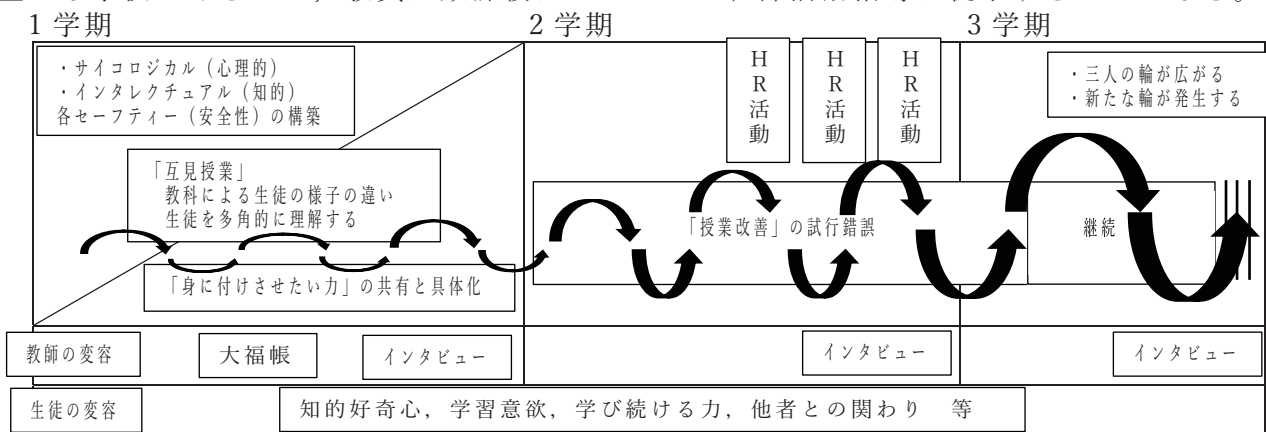 1学期
2学期
3学期
・サイコロジカル(心理的)
・インタレクチュアル(知的)
各セーフティー(安全性)の構築
「互見授業」
教科による生徒の様子の違い
生徒を多角的に理解する
「身に付けさせたい力」の共有と具体化
HR活動
HR活動
HR活動
「授業改善」の試行錯誤
・三人の輪が広がる
・新たな輪が発生する
継続
教師の変容
大福帳
インタビュー
インタビュー
インタビュー
生徒の変容
知的好奇心,学習意欲,学び続ける力,他者との関わり 等